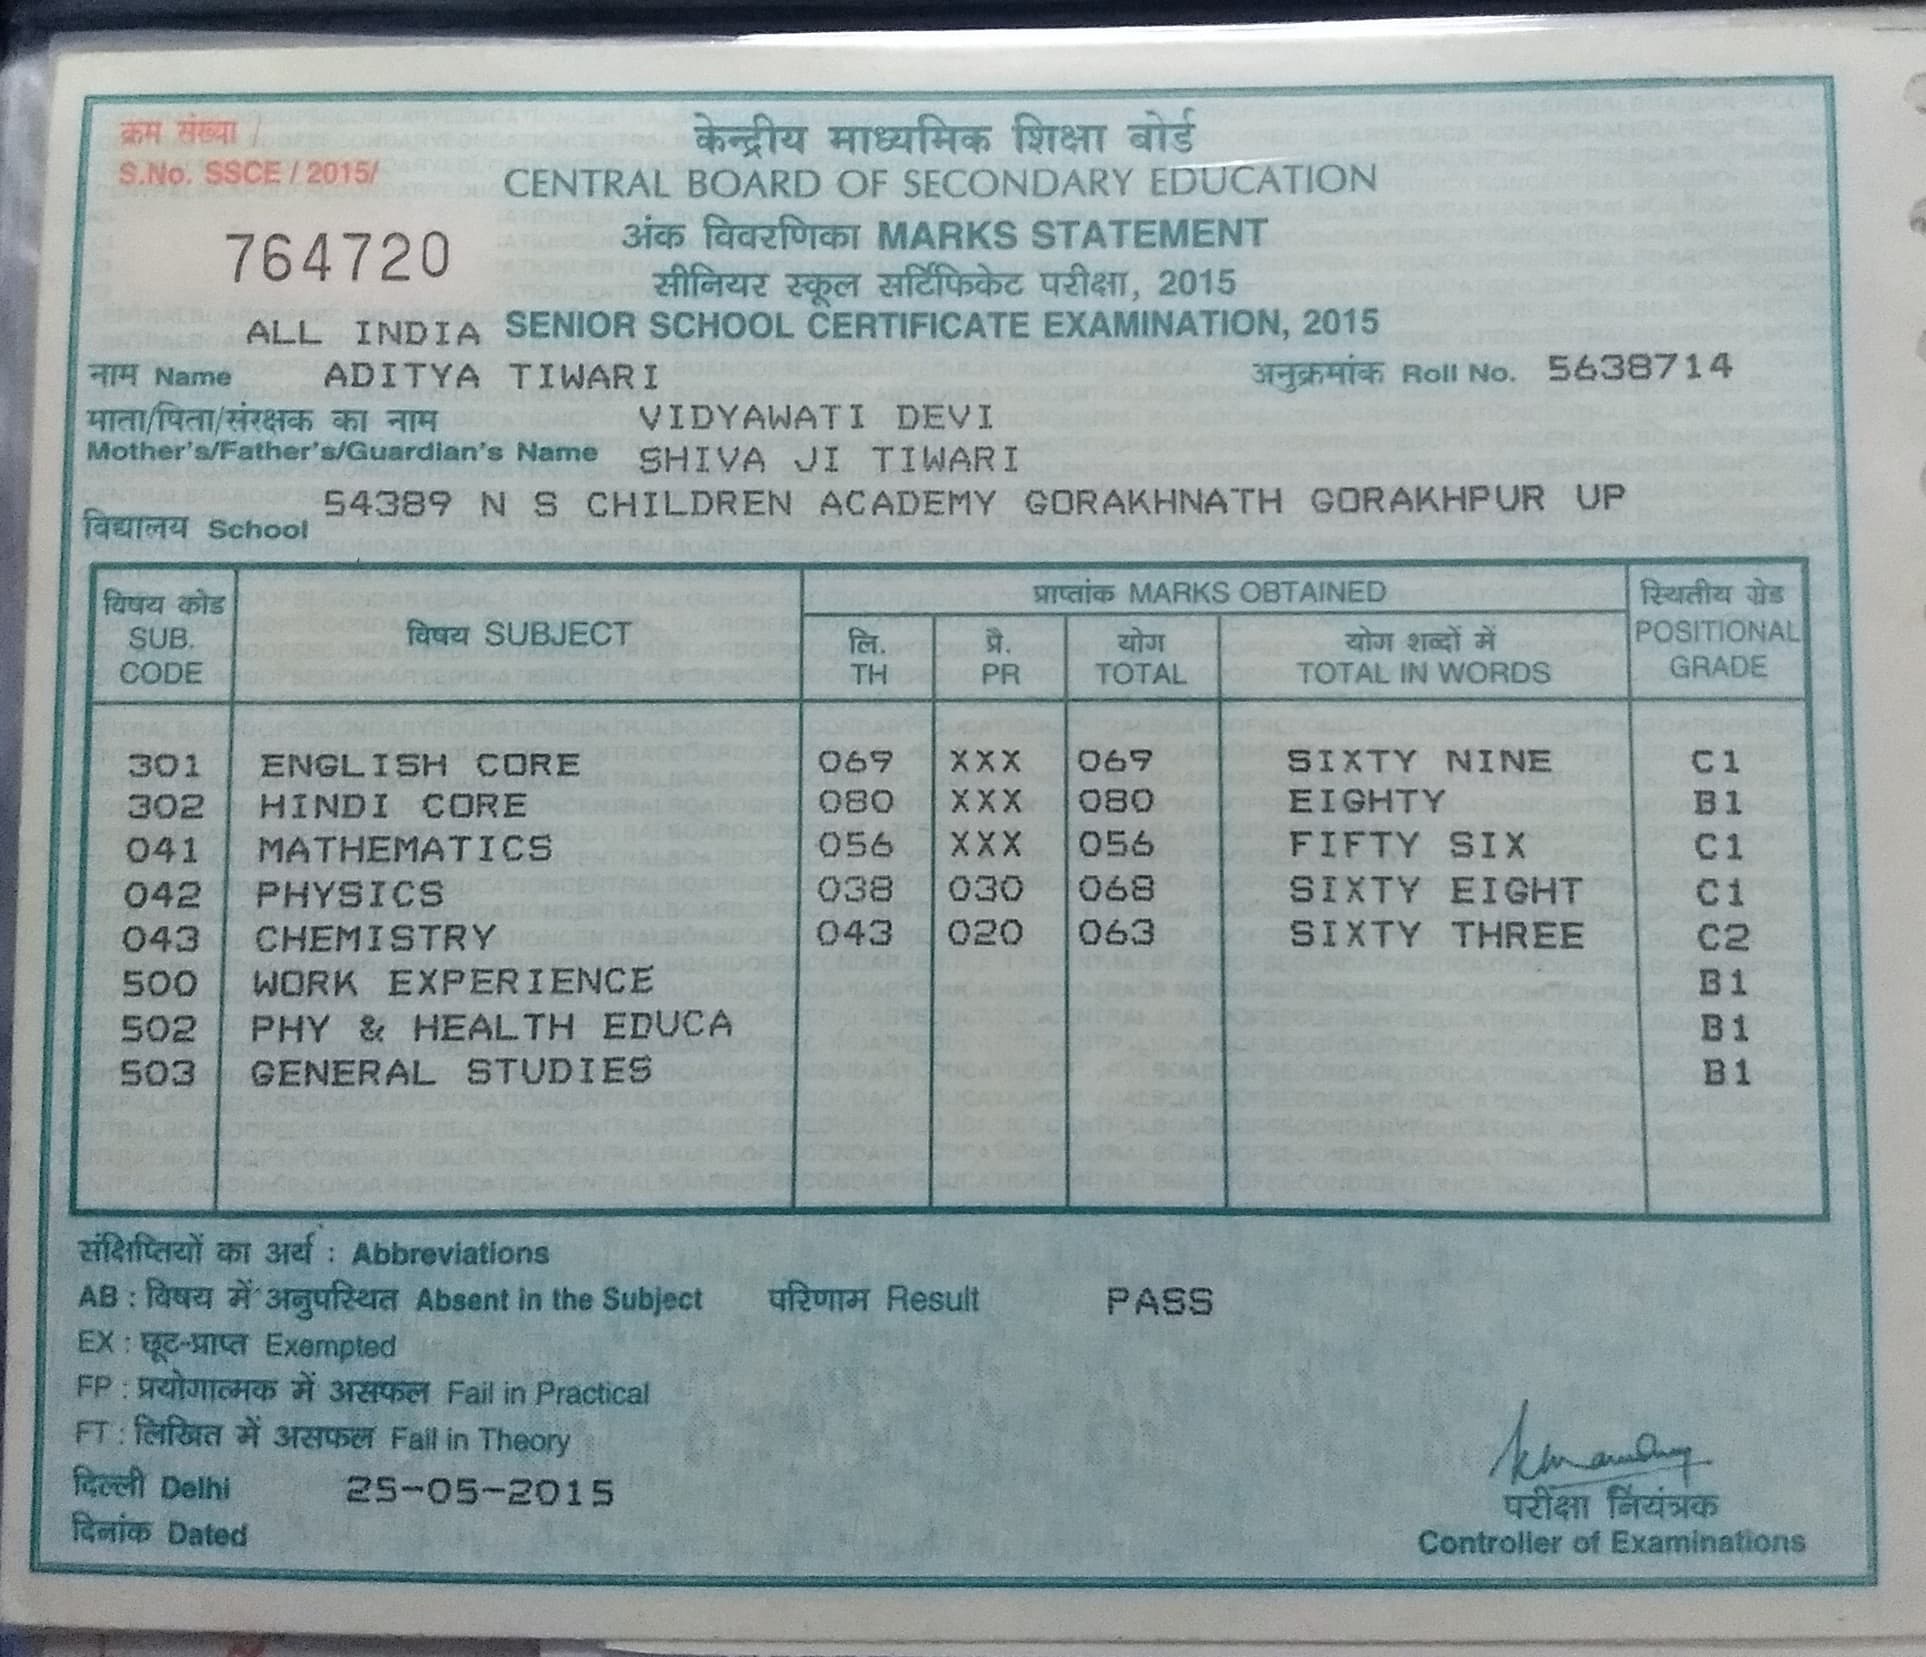 क्रम संख्या /
S.No. SSCE / 2015/
764720
केन्द्रीय माध्यमिक शिक्षा बोर्ड
CENTRAL BOARD OF SECONDARY EDUCATION
अंक विवरणिका MARKS STATEMENT
सीनियर स्कूल सर्टिफिकेट परीक्षा, 2015
ALL INDIA SENIOR SCHOOL CERTIFICATE EXAMINATION, 2015
नाम Name ADITYA TIWARI अनुक्रमांक Roll No. 5638714
माता/पिता/संरक्षक का नाम VIDYAWATI DEVI
Mother's/Father's/Guardian's Name SHIVA JI TIWARI
विद्यालय School 54389 N S CHILDREN ACADEMY GORAKHNATH GORAKHPUR UP
विषय कोड SUB. CODE विषय SUBJECT प्राप्तांक MARKS OBTAINED स्थितीय ग्रेड POSITIONAL GRADE
लि. TH प्रै. PR योग TOTAL योग शब्दों में TOTAL IN WORDS
301 ENGLISH CORE 069 XXX 069 SIXTY NINE C1
302 HINDI CORE 080 XXX 080 EIGHTY B1
041 MATHEMATICS 056 XXX 056 FIFTY SIX C1
042 PHYSICS 038 030 068 SIXTY EIGHT C1
043 CHEMISTRY 043 020 063 SIXTY THREE C2
500 WORK EXPERIENCE B1
502 PHY & HEALTH EDUCA B1
503 GENERAL STUDIES B1
संक्षिप्तियों का अर्थ : Abbreviations
AB : विषय में अनुपस्थित Absent in the Subject परिणाम Result PASS
EX : छूट-प्राप्त Exempted
FP : प्रयोगात्मक में असफल Fail in Practical
FT : लिखित में असफल Fail in Theory
दिल्ली Delhi 25-05-2015
दिनांक Dated
परीक्षा नियंत्रक
Controller of Examinations